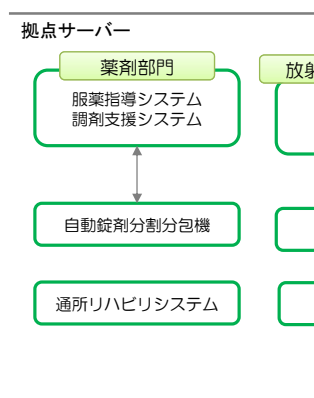 拠点サーバー
薬剤部門
放射
服薬指導システム
調剤支援システム
自動錠剤分割分包機
通所リハビリシステム